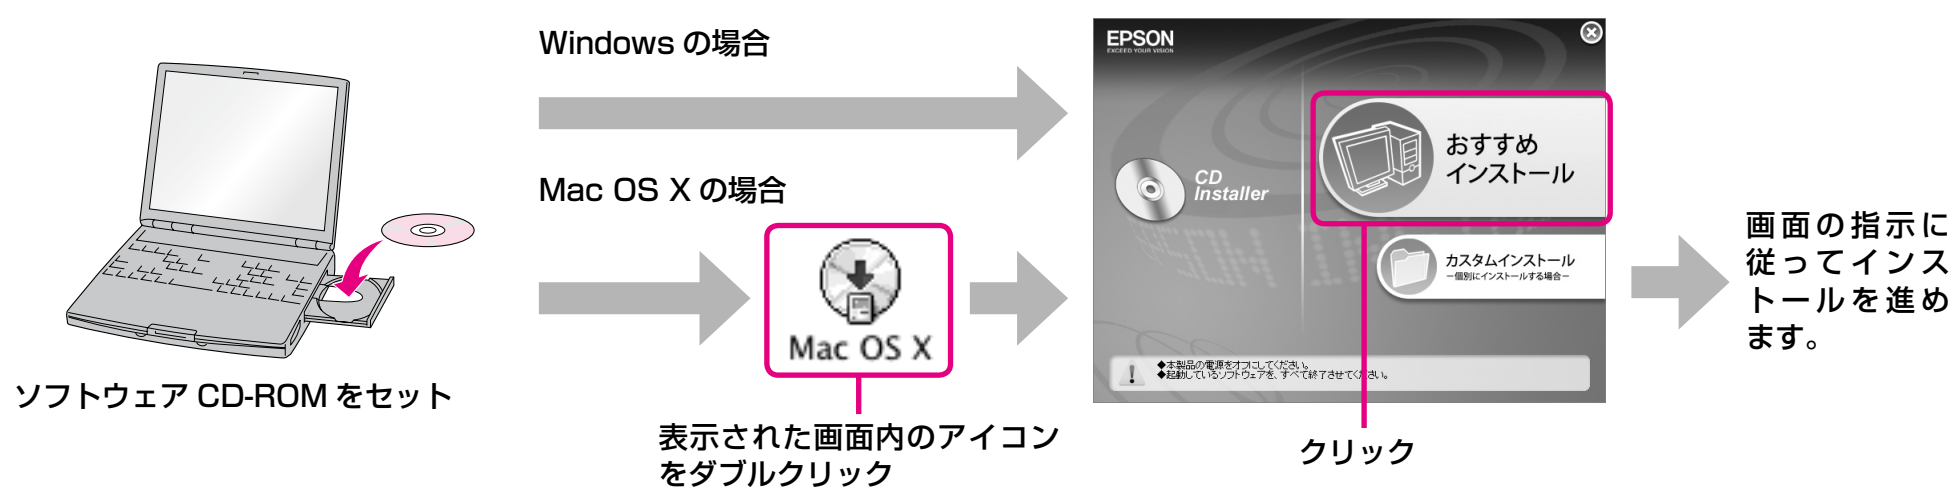 ソフトウェア CD-ROM をセット
Windows の場合
Mac OS X の場合
Mac OS X
表示された画面内のアイコン
をダブルクリック
EPSON
EXCEED YOUR VISION
CD
Installer
おすすめ
インストール
カスタムインストール
－個別にインストールする場合－
◆本製品の電源をオフにしてください。
◆起動しているソフトウェアを、すべて終了させてください。
クリック
画面の指示に
従ってインス
トールを進め
ます。